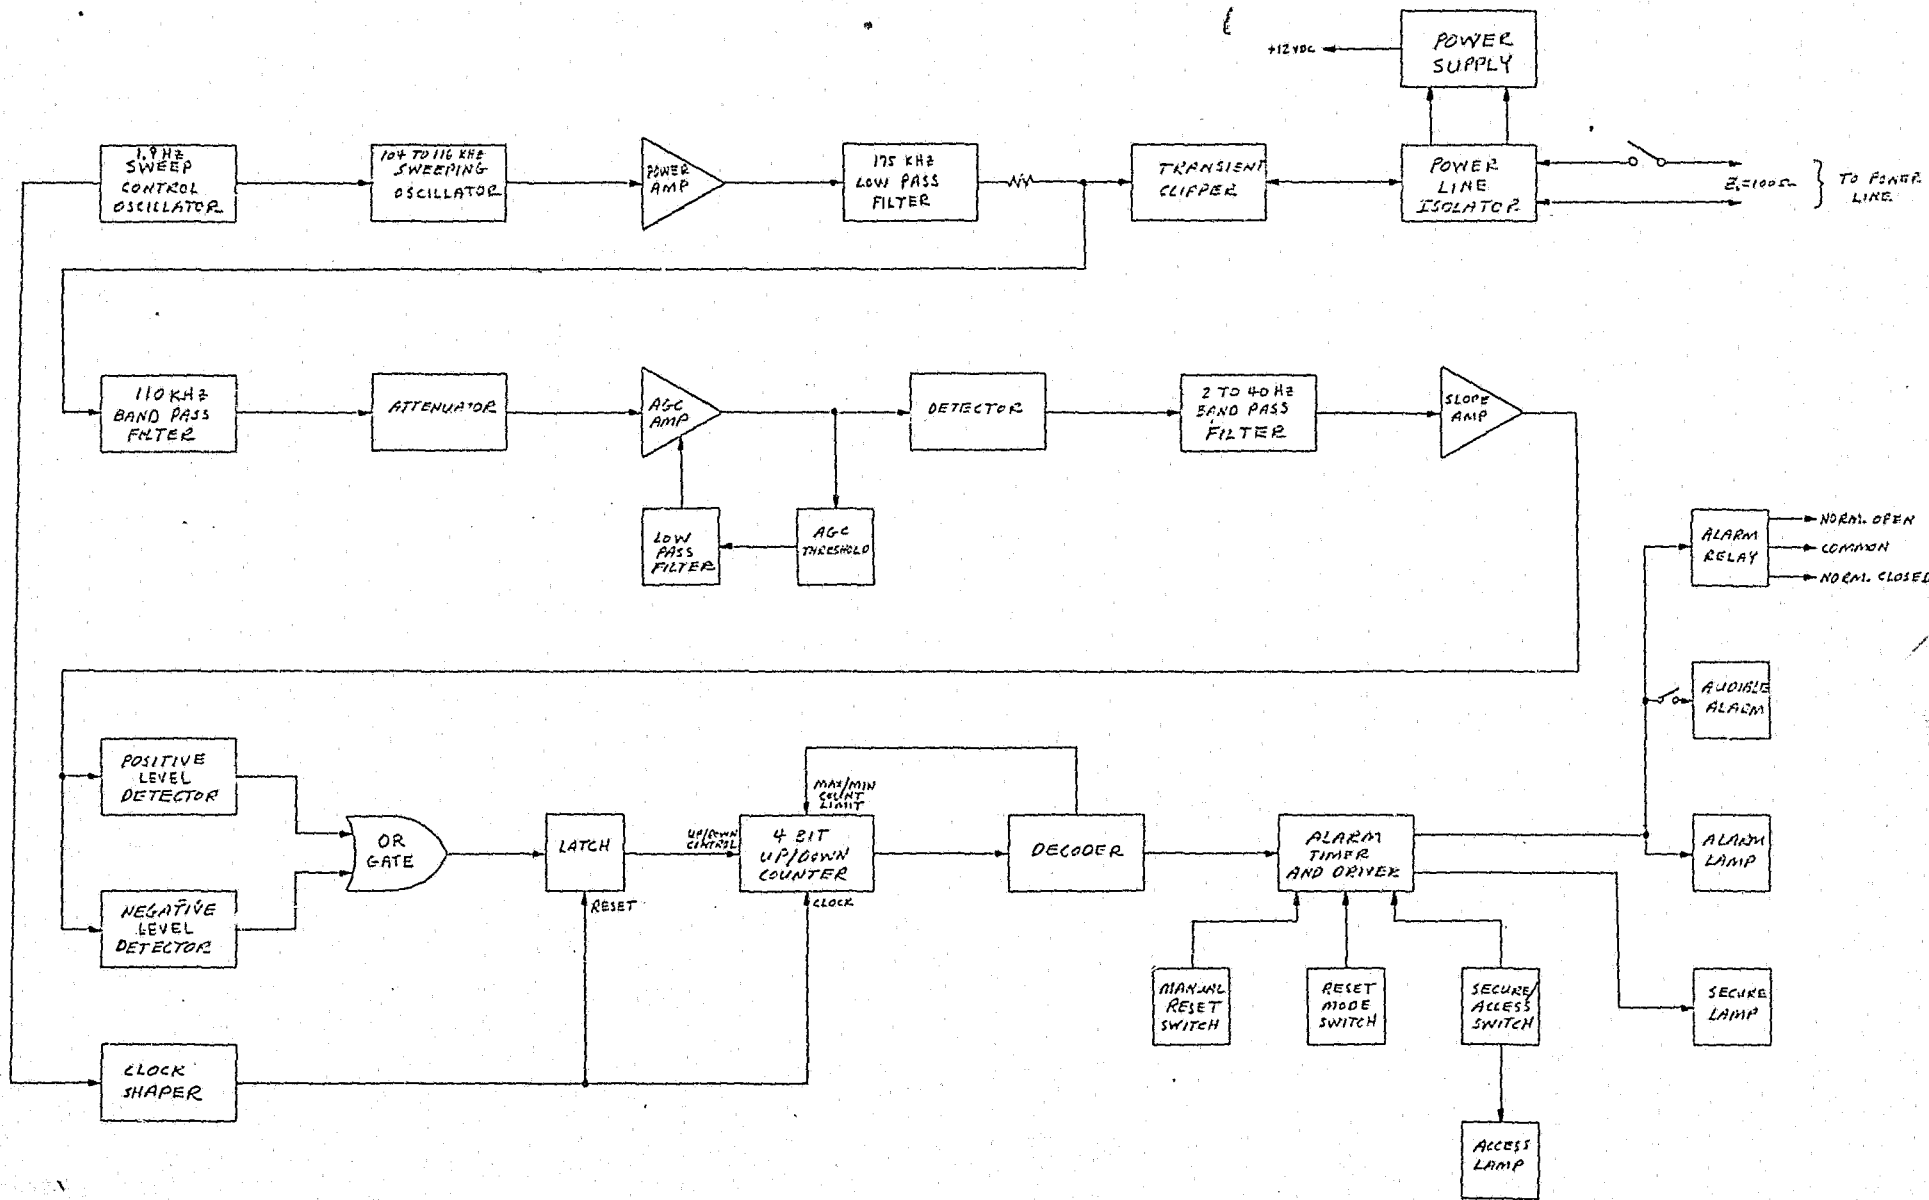 POWER
SUPPLY
+12VDC
1.9HZ
SWEEP
CONTROL
OSCILLATOR
104 TO 116 KHZ
SWEEPING
OSCILLATOR
POWER
AMP
175 KHZ
LOW PASS
FILTER
TRANSIENT
CLIPPER
POWER
LINE
ISOLATOR
Z=100Ω
TO POWER
LINE
110 KHZ
BAND PASS
FILTER
ATTENUATOR
AGC
AMP
DETECTOR
2 TO 40 HZ
BAND PASS
FILTER
SLOPE
AMP
LOW
PASS
FILTER
AGC
THRESHOLD
ALARM
RELAY
NORM. OPEN
COMMON
NORM. CLOSED
AUDIBLE
ALARM
POSITIVE
LEVEL
DETECTOR
OR
GATE
LATCH
RESET
UP/DOWN
CONTROL
MAX/MIN
COUNT
LIMIT
4 BIT
UP/DOWN
COUNTER
CLOCK
DECODER
ALARM
TIMER
AND DRIVER
ALARM
LAMP
NEGATIVE
LEVEL
DETECTOR
MANUAL
RESET
SWITCH
RESET
MODE
SWITCH
SECURE/
ACCESS
SWITCH
SECURE
LAMP
CLOCK
SHAPER
ACCESS
LAMP